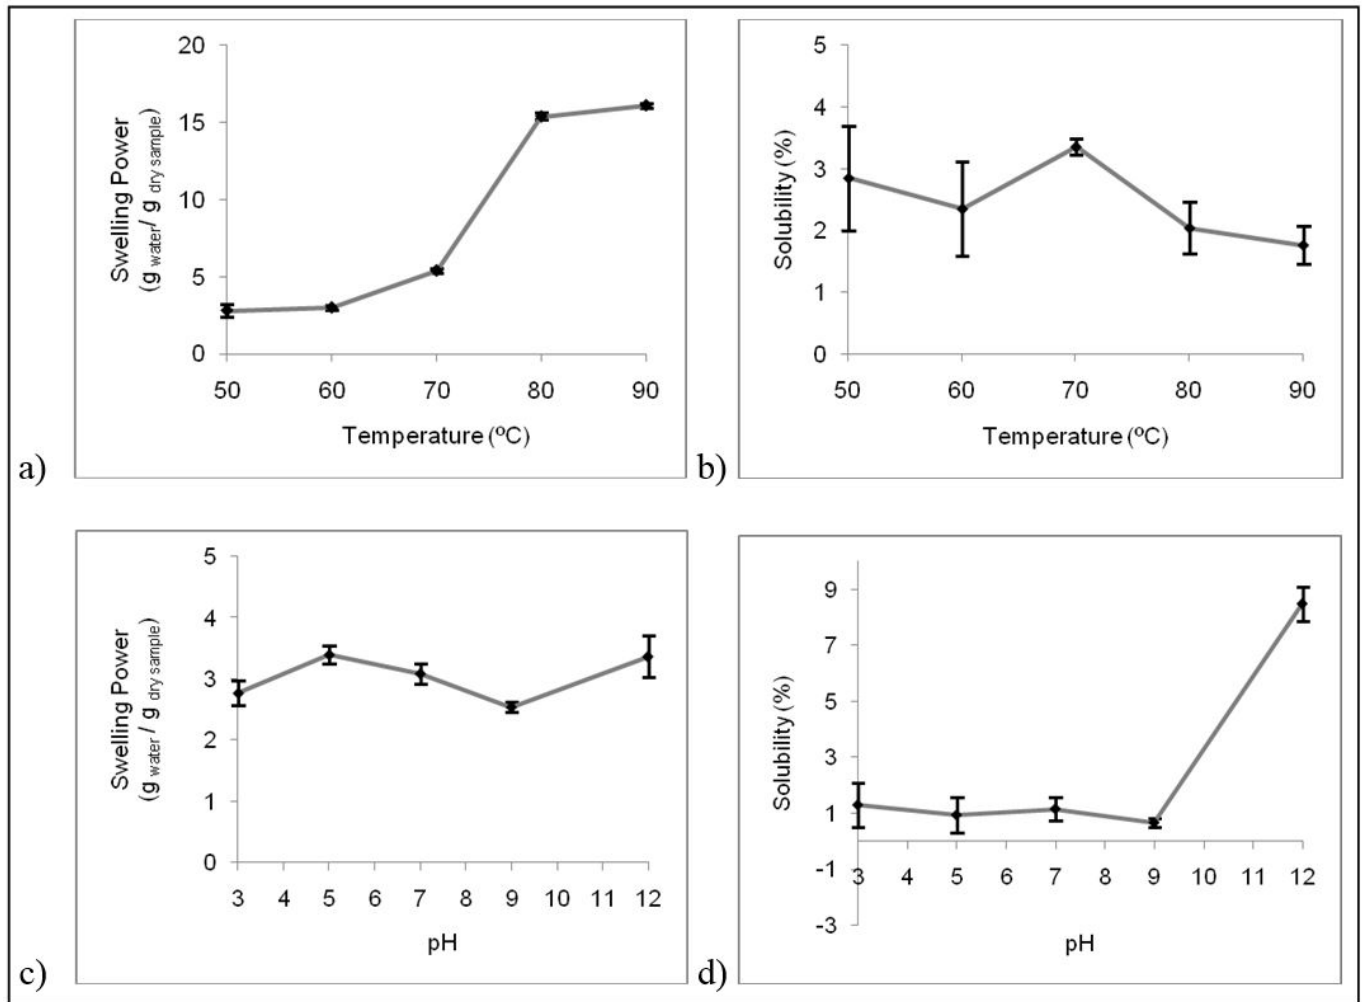 20
15
10
5
0
50 60 70 80 90
Swelling Power
(g water/ g dry sample)
Temperature (ºC)
a)
5
4
3
2
1
0
50 60 70 80 90
Solubility (%)
Temperature (ºC)
b)
5
4
3
2
1
0
3 4 5 6 7 8 9 10 11 12
Swelling Power
(g water / g dry sample)
pH
c)
9
7
5
3
1
-1
-3
3 4 5 6 7 8 9 10 11 12
Solubility (%)
pH
d)